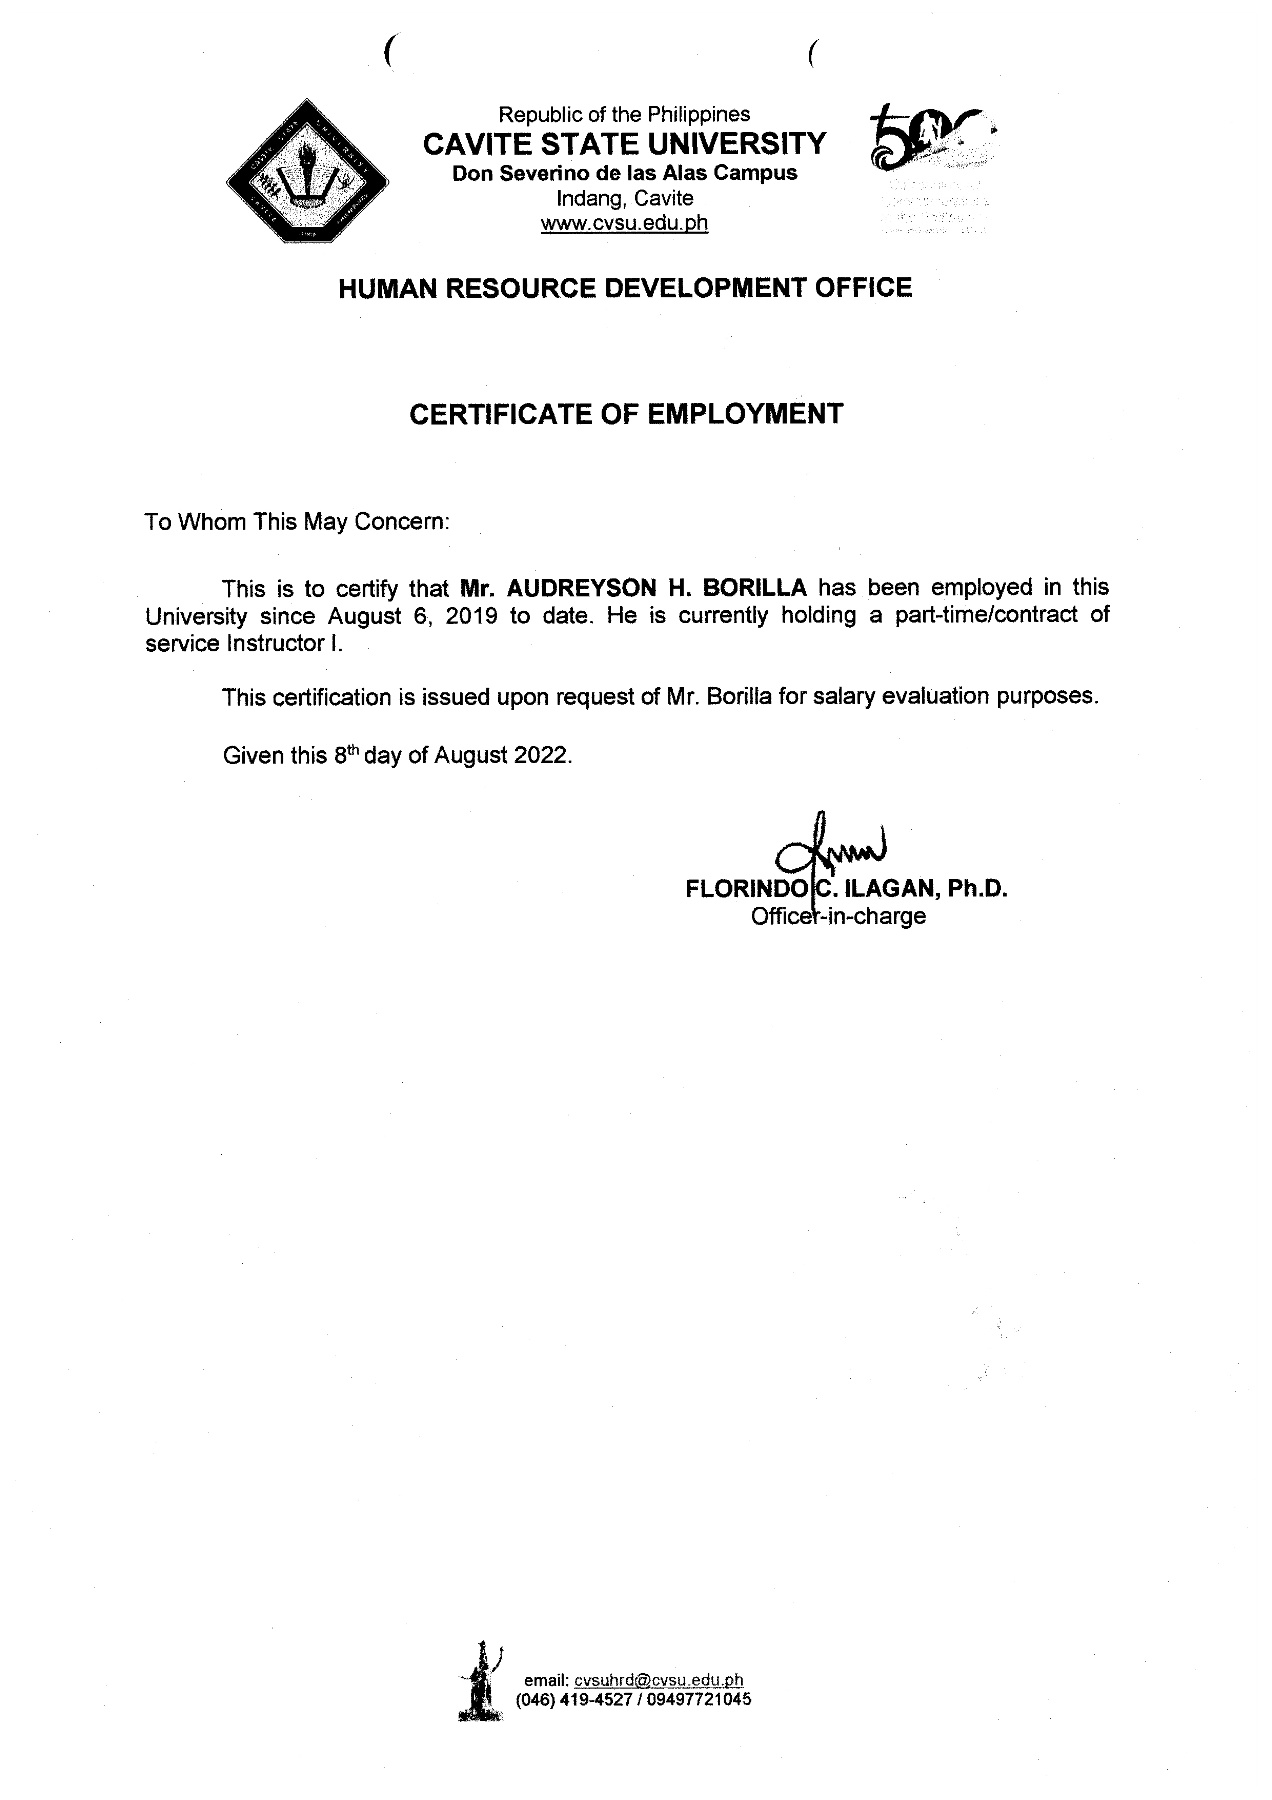 Republic of the Philippines
CAVITE STATE UNIVERSITY
Don Severino de las Alas Campus
Indang, Cavite
www.cvsu.edu.ph
HUMAN RESOURCE DEVELOPMENT OFFICE
CERTIFICATE OF EMPLOYMENT
To Whom This May Concern:
This is to certify that Mr. AUDREYSON H. BORILLA has been employed in this
University since August 6, 2019 to date. He is currently holding a part-time/contract of
service Instructor I.
This certification is issued upon request of Mr. Borilla for salary evaluation purposes.
Given this 8th day of August 2022.
FLORINDO C. ILAGAN, Ph.D.
Officer-in-charge
email: cvsuhrd@cvsu.edu.ph
(046) 419-4527 / 09497721045